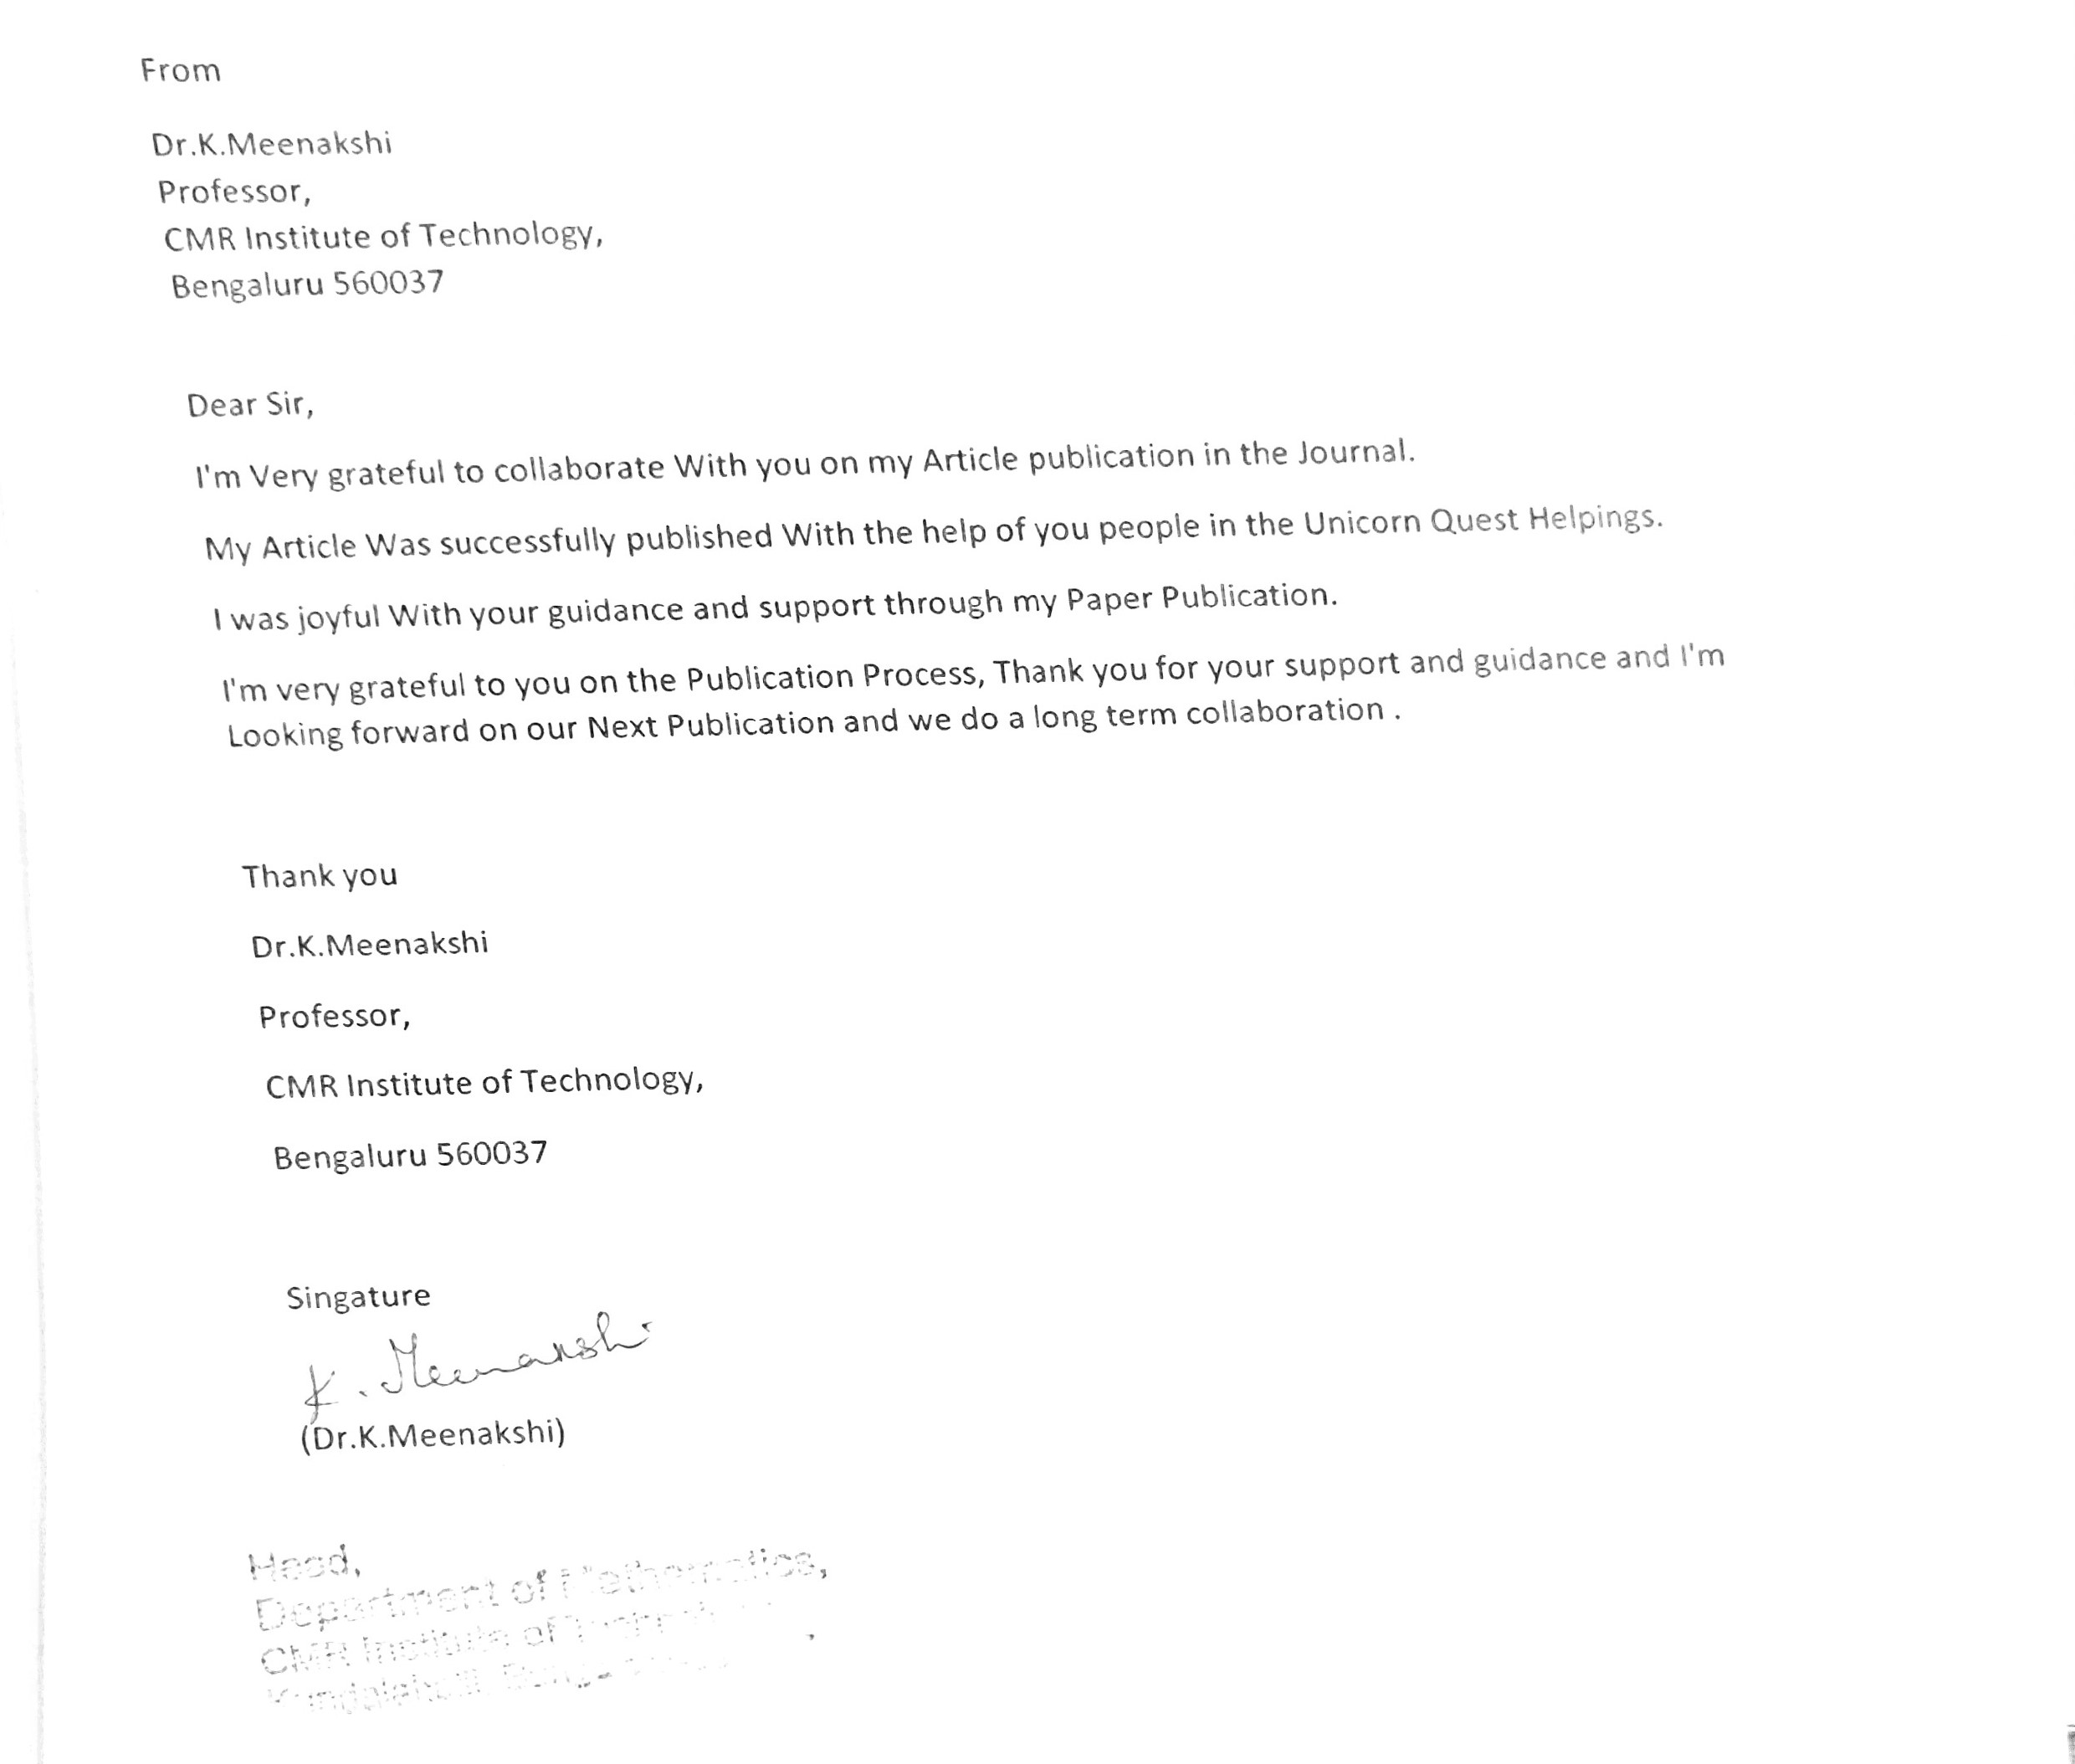 From
Dr.K.Meenakshi
Professor,
CMR Institute of Technology,
Bengaluru 560037
Dear Sir,
I'm Very grateful to collaborate With you on my Article publication in the Journal.
My Article Was successfully published With the help of you people in the Unicorn Quest Helpings.
I was joyful With your guidance and support through my Paper Publication.
I'm very grateful to you on the Publication Process, Thank you for your support and guidance and I'm
Looking forward on our Next Publication and we do a long term collaboration .
Thank you
Dr.K.Meenakshi
Professor,
CMR Institute of Technology,
Bengaluru 560037
Singature
K. Meenakshi
(Dr.K.Meenakshi)
Head,
Department of Mathematics,
CMR Institute of